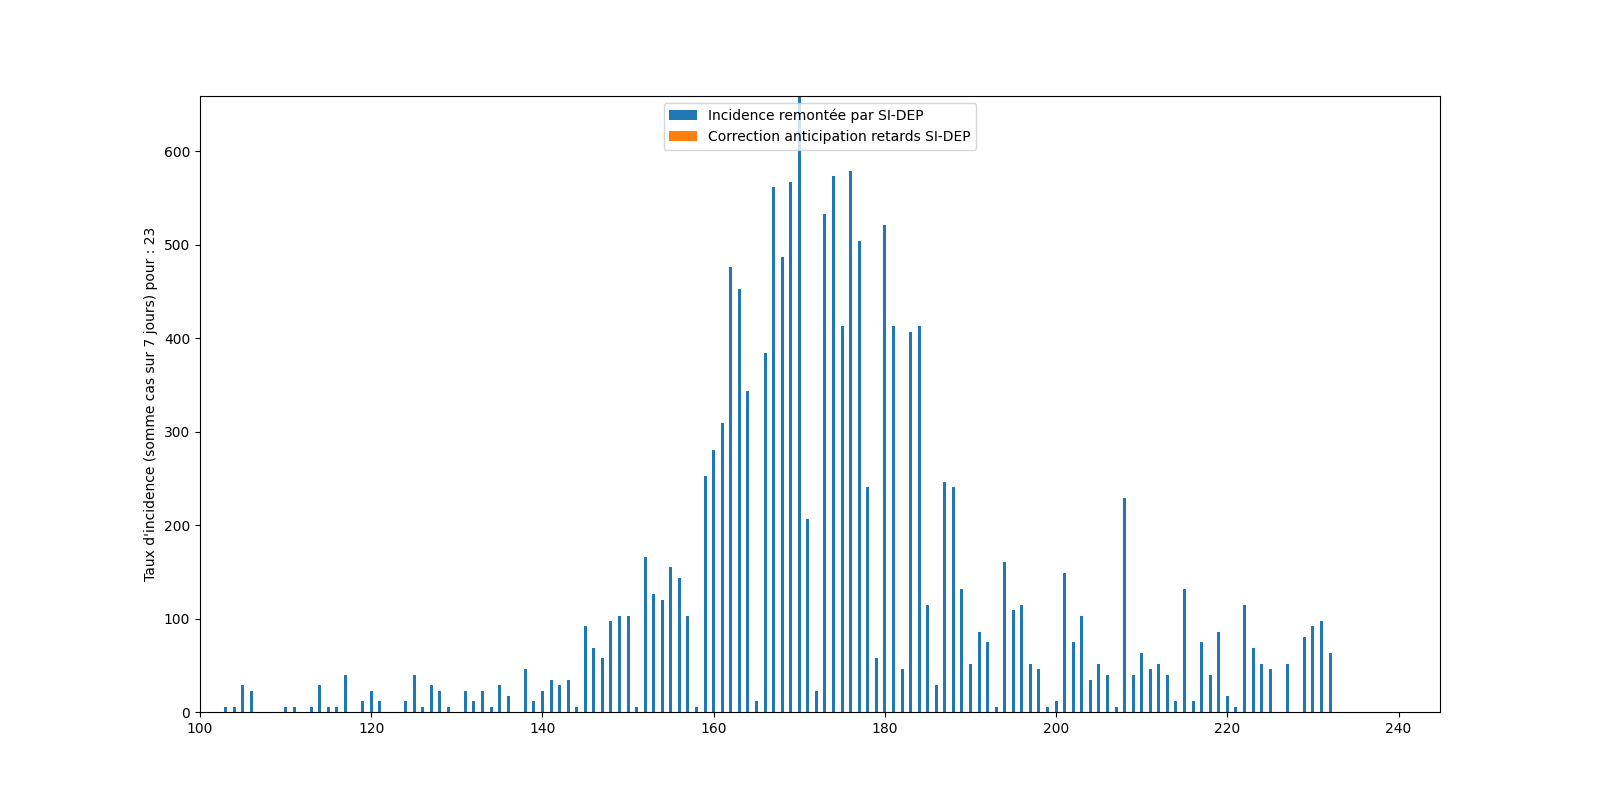 Incidence remontée par SI-DEP
Correction anticipation retards SI-DEP
Taux d'incidence (somme cas sur 7 jours) pour : 23
600
500
400
300
200
100
0
100 120 140 160 180 200 220 240